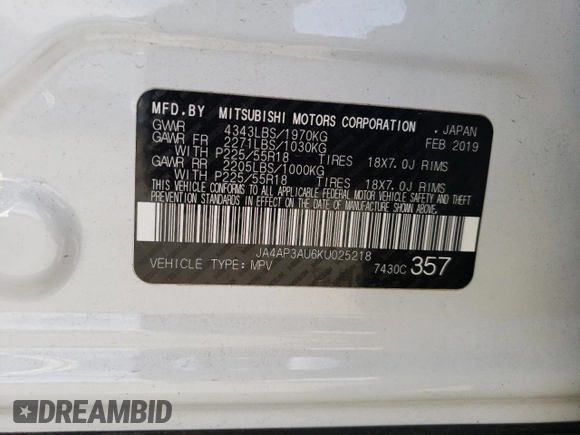 MFD.BY MITSUBISHI MOTORS CORPORATION , JAPAN
GVWR 4343LBS/1970KG FEB 2019
GAWR FR 2271LBS/1030KG
WITH P225/55R18 TIRES 18X7.0J RIMS
GAWR RR 2205LBS/1000KG
WITH P225/55R18 TIRES 18X7.0J RIMS
THIS VEHICLE CONFORMS TO ALL APPLICABLE FEDERAL MOTOR VEHICLE SAFETY AND THEFT
PREVENTION STANDARDS IN EFFECT ON THE DATE OF MANUFACTURE SHOWN ABOVE.
JA4AP3AU6KU025218
VEHICLE TYPE:MPV 7430C 357
DREAMBID